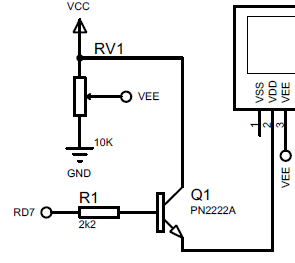 VCC
RV1
VEE
10K
GND
VSS
VDD
VEE
1
2
3
VEE
R1
RD7
2k2
Q1
PN2222A